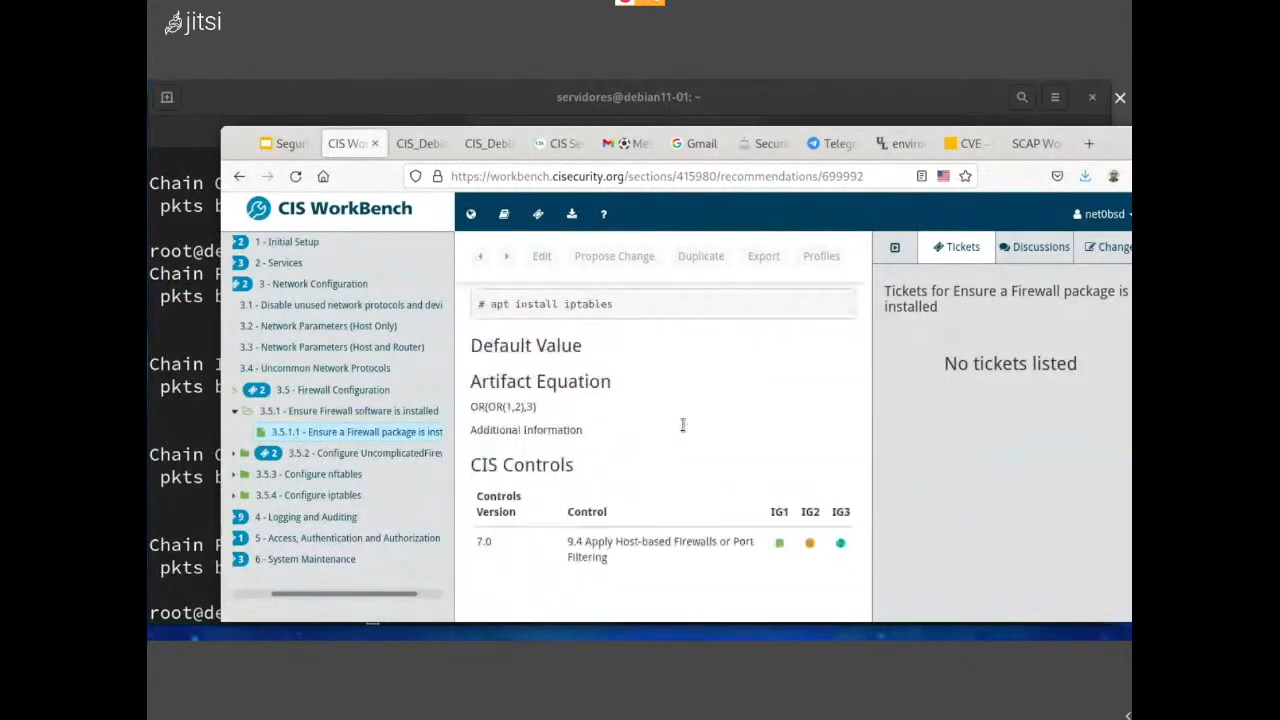 jitsi
servidores@debian11-01: ~
Segur
CIS Wo
CIS_Debi
CIS_Debi
CIS Se
Me
Gmail
Securi
Telegr
enviro
CVE -
SCAP Wo
https://workbench.cisecurity.org/sections/415980/recommendations/699992
CIS WorkBench
net0bsd
2 1 - Initial Setup
3 2 - Services
2 3 - Network Configuration
3.1 - Disable unused network protocols and devi
3.2 - Network Parameters (Host Only)
3.3 - Network Parameters (Host and Router)
3.4 - Uncommon Network Protocols
2 3.5 - Firewall Configuration
3.5.1 - Ensure Firewall software is installed
3.5.1.1 - Ensure a Firewall package is inst
2 3.5.2 - Configure UncomplicatedFirew
3.5.3 - Configure nftables
3.5.4 - Configure iptables
9 4 - Logging and Auditing
1 5 - Access, Authentication and Authorization
3 6 - System Maintenance
Edit Propose Change Duplicate Export Profiles
# apt install iptables
Default Value
Artifact Equation
OR(OR(1,2),3)
Additional Information
CIS Controls
Controls Version Control IG1 IG2 IG3
7.0 9.4 Apply Host-based Firewalls or Port
Filtering
Tickets Discussions Change
Tickets for Ensure a Firewall package is
installed
No tickets listed
Chain
pkts b
root@de
Chain
pkts b
Chain
pkts b
Chain
pkts b
Chain
pkts b
root@de